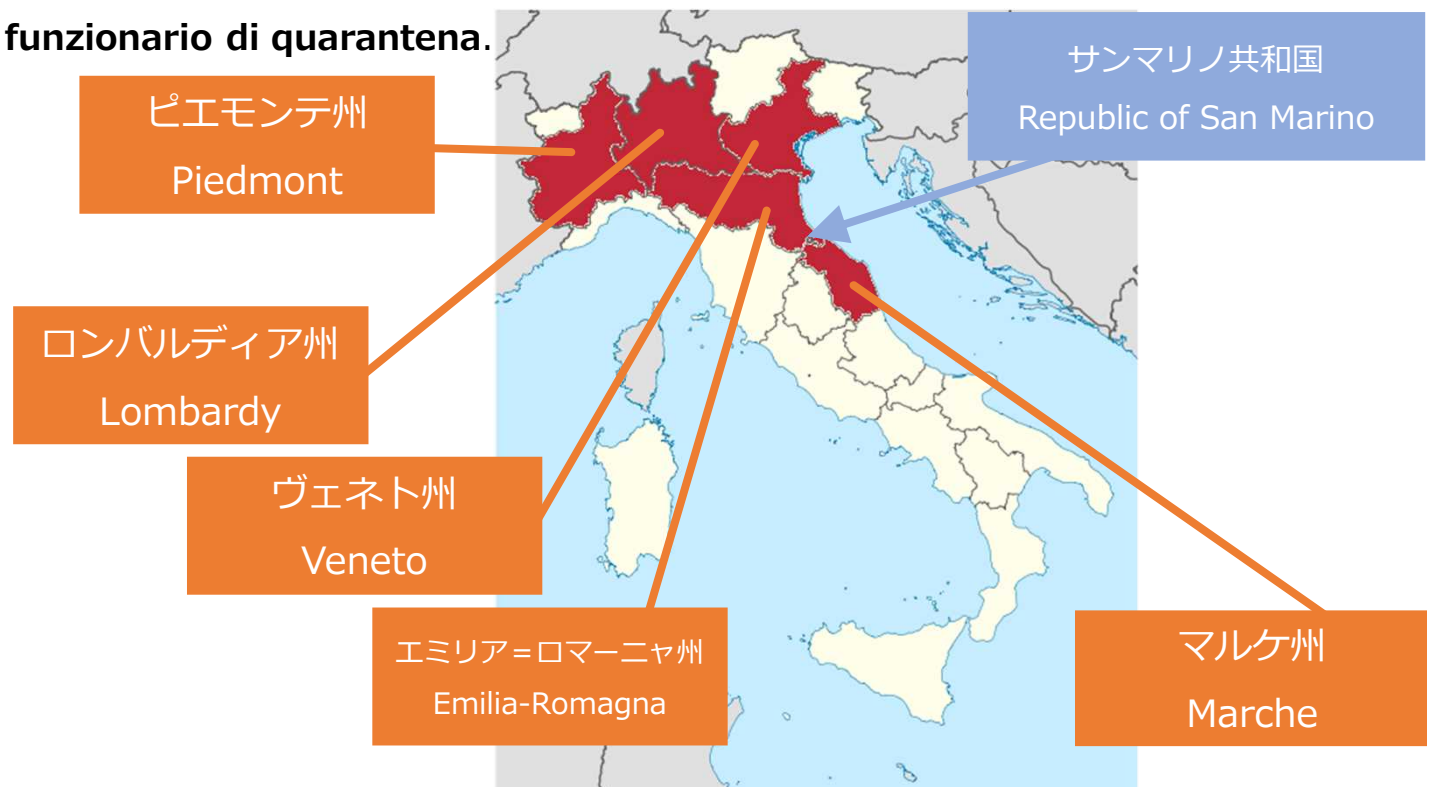 funzionario di quarantena.
サンマリノ共和国
Republic of San Marino
ピエモンテ州
Piedmont
ロンバルディア州
Lombardy
ヴェネト州
Veneto
エミリア＝ロマーニャ州
Emilia-Romagna
マルケ州
Marche